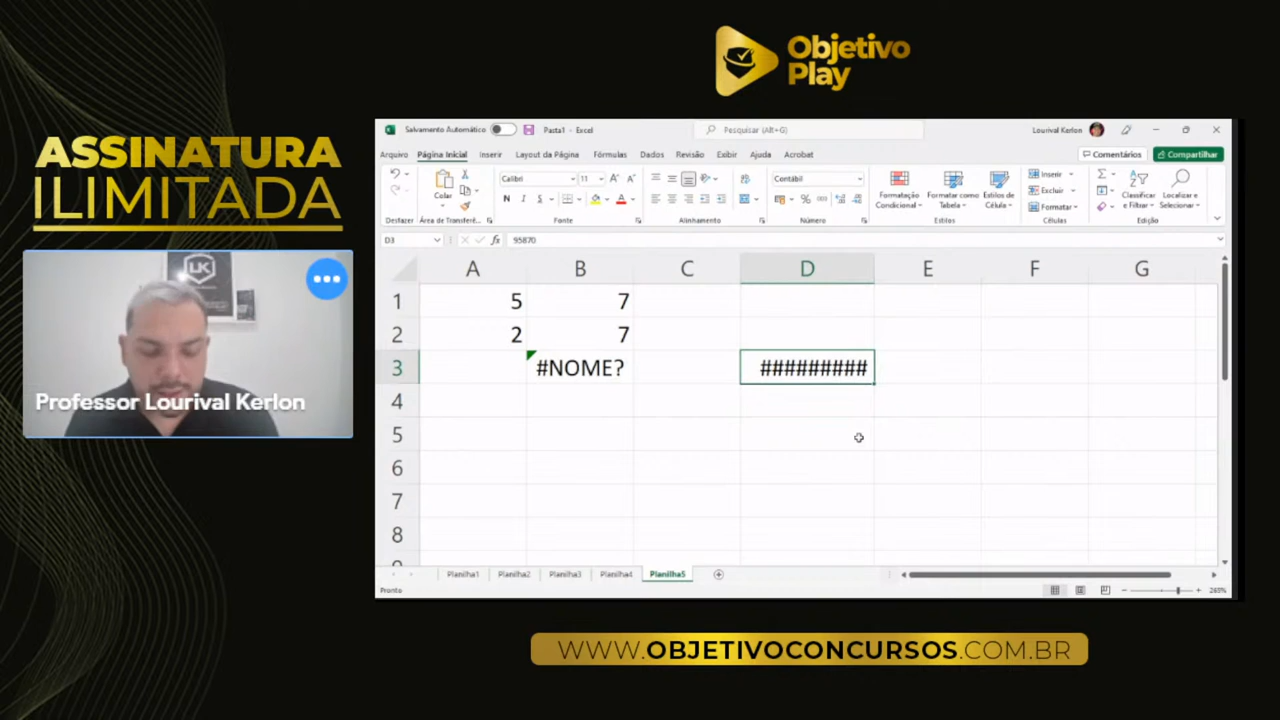 Objetivo
Play
ASSINATURA
ILIMITADA
LK
Professor Lourival Kerlon
Salvamento Automático
Pasta1 - Excel
Pesquisar (Alt+G)
Lourival Kerlon
Arquivo Página Inicial Inserir Layout da Página Fórmulas Dados Revisão Exibir Ajuda Acrobat
Comentários Compartilhar
Colar
Calibri 11
N I S
Contábil
Formatação Condicional
Formatar como Tabela
Estilos de Célula
Inserir
Excluir
Formatar
Classificar e Filtrar
Localizar e Selecionar
Desfazer Área de Transferê... Fonte Alinhamento Número Estilos Células Edição
D3 fx 95870
A B C D E F G
1 5 7
2 2 7
3 #NOME? #########
4
5
6
7
8
Planilha1 Planilha2 Planilha3 Planilha4 Planilha5
Pronto
WWW.OBJETIVOCONCURSOS.COM.BR